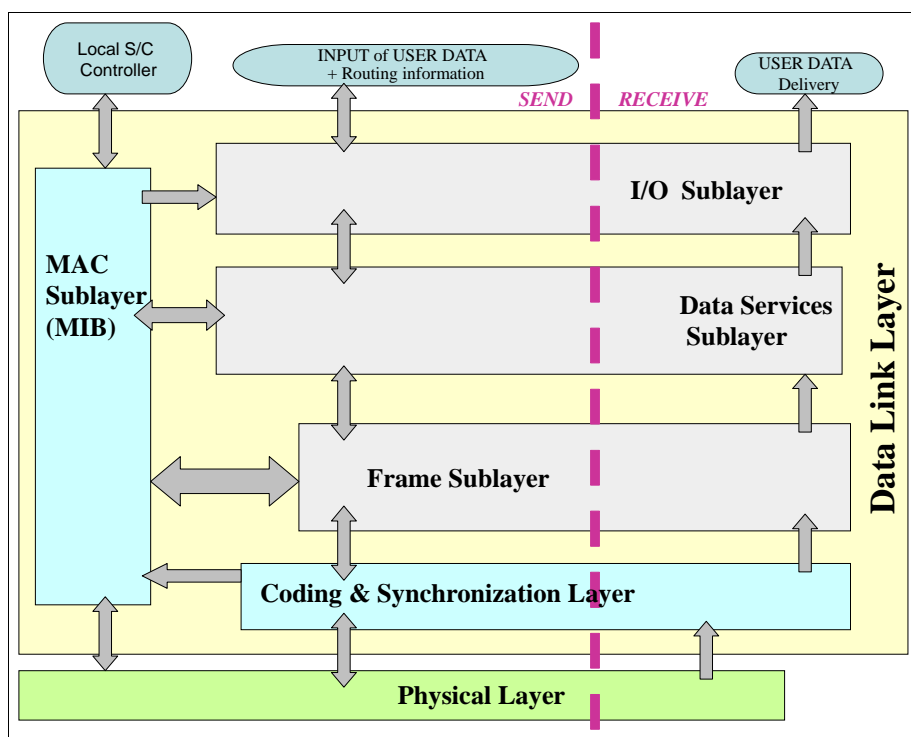 Local S/C
Controller
INPUT of USER DATA
+ Routing information
USER DATA
Delivery
SEND
RECEIVE
I/O Sublayer
MAC
Sublayer
(MIB)
Data Services
Sublayer
Frame Sublayer
Coding & Synchronization Layer
Physical Layer
Data Link Layer